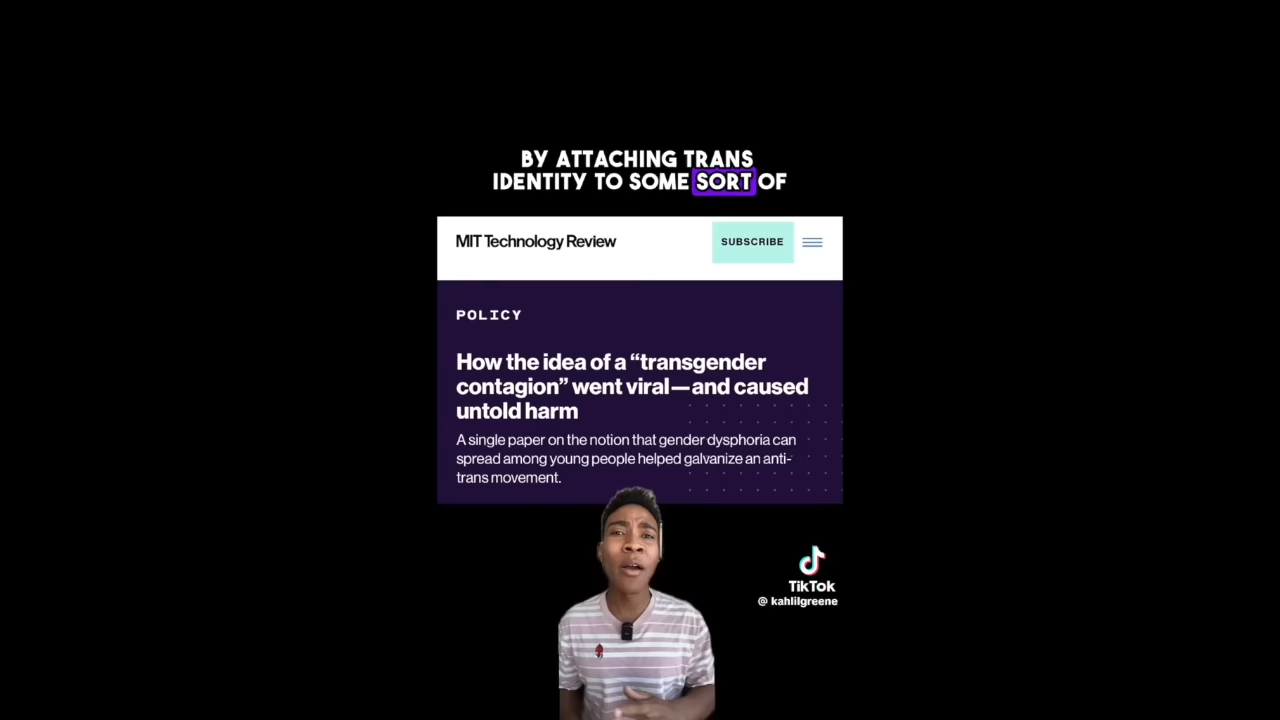 BY ATTACHING TRANS
IDENTITY TO SOME SORT OF
MIT Technology Review
SUBSCRIBE
POLICY
How the idea of a “transgender
contagion” went viral—and caused
untold harm
A single paper on the notion that gender dysphoria can
spread among young people helped galvanize an anti-
trans movement.
TikTok
@ kahlilgreene